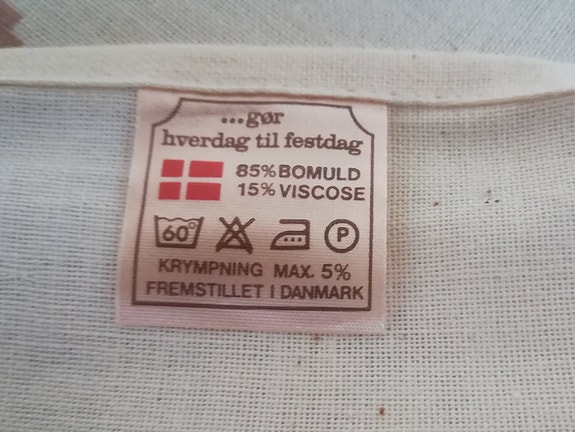 ...gør
hverdag til festdag
85% BOMULD
15% VISCOSE
60° P
KRYMPNING MAX. 5%
FREMSTILLET I DANMARK